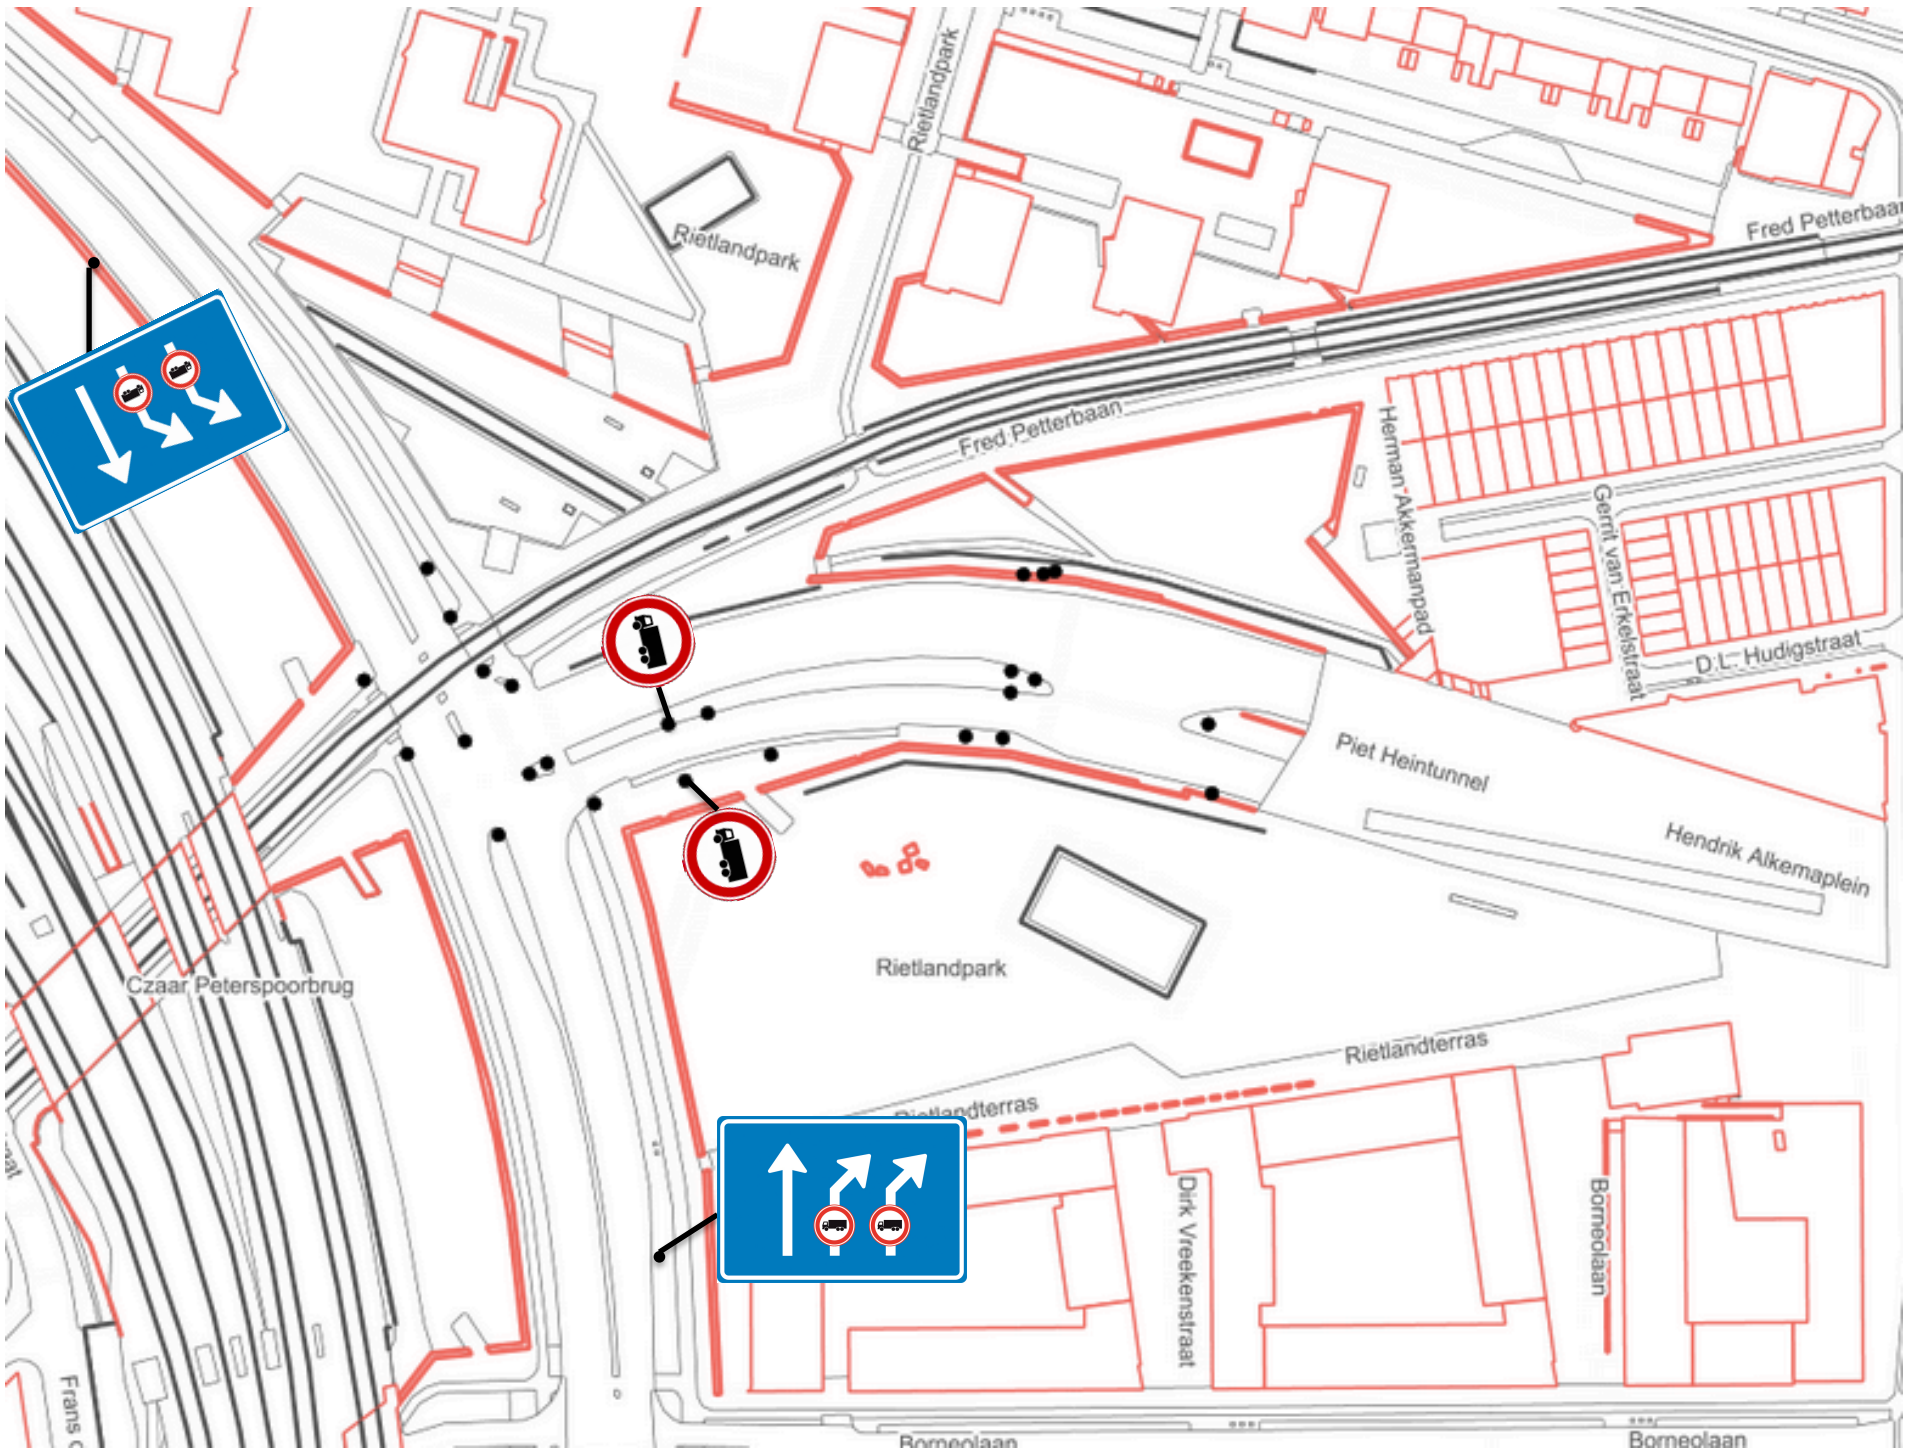 Rietlandpark
Rietlandpark
Fred Petterbaan
Fred Petterbaan
Herman Akkermanpad
Gerrit van Erkelstraat
D.L. Hudigstraat
Piet Heintunnel
Hendrik Alkemaplein
Rietlandpark
Czaar Peterspoorbrug
Rietlandterras
Rietlandterras
Dirk Vreekenstraat
Borneolaan
Frans
Borneolaan
Borneolaan